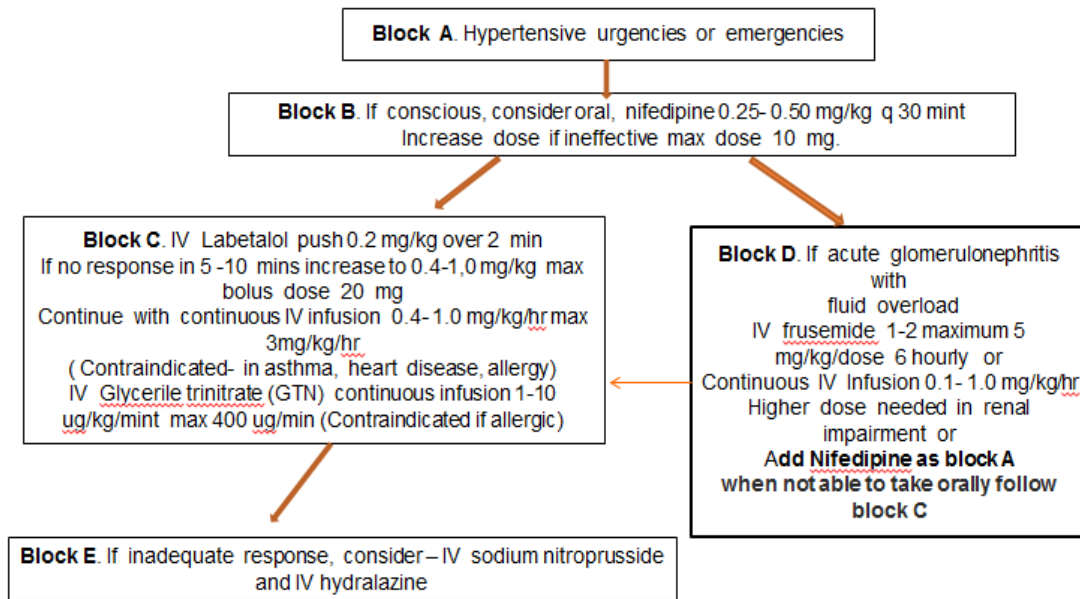 Block A. Hypertensive urgencies or emergencies
Block B. If conscious, consider oral, nifedipine 0.25- 0.50 mg/kg q 30 mint
Increase dose if ineffective max dose 10 mg.
Block C. IV Labetalol push 0.2 mg/kg over 2 min
If no response in 5 -10 mins increase to 0.4-1,0 mg/kg max
bolus dose 20 mg
Continue with continuous IV infusion 0.4- 1.0 mg/kg/hr max
3mg/kg/hr
( Contraindicated- in asthma, heart disease, allergy)
IV Glycerile trinitrate (GTN) continuous infusion 1-10
ug/kg/mint max 400 ug/min (Contraindicated if allergic)
Block D. If acute glomerulonephritis
with
fluid overload
IV frusemide 1-2 maximum 5
mg/kg/dose 6 hourly or
Continuous IV Infusion 0.1- 1.0 mg/kg/hr
Higher dose needed in renal
impairment or
Add Nifedipine as block A
when not able to take orally follow
block C
Block E. If inadequate response, consider – IV sodium nitroprusside
and IV hydralazine